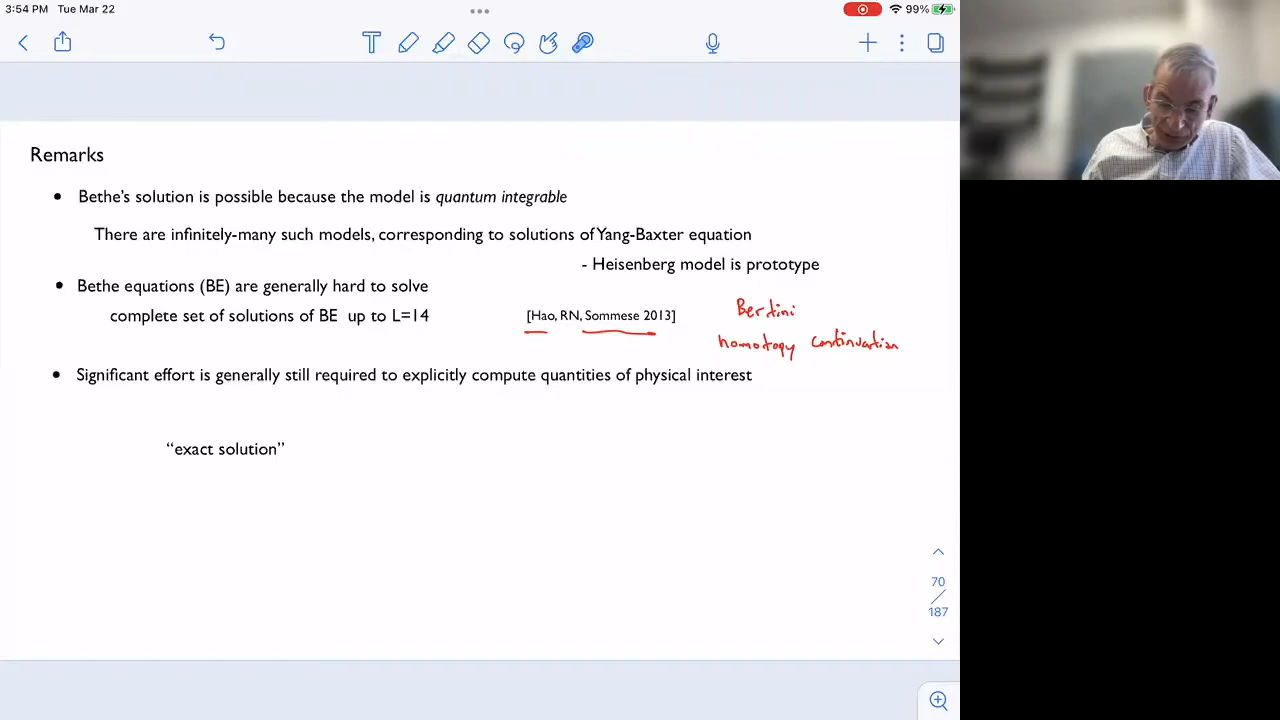 3:54 PM Tue Mar 22
99%
Remarks
• Bethe's solution is possible because the model is quantum integrable
There are infinitely-many such models, corresponding to solutions of Yang-Baxter equation
- Heisenberg model is prototype
• Bethe equations (BE) are generally hard to solve
complete set of solutions of BE up to L=14 [Hao, RN, Sommese 2013]
Bertini
homotopy continuation
• Significant effort is generally still required to explicitly compute quantities of physical interest
“exact solution”
70
/
187